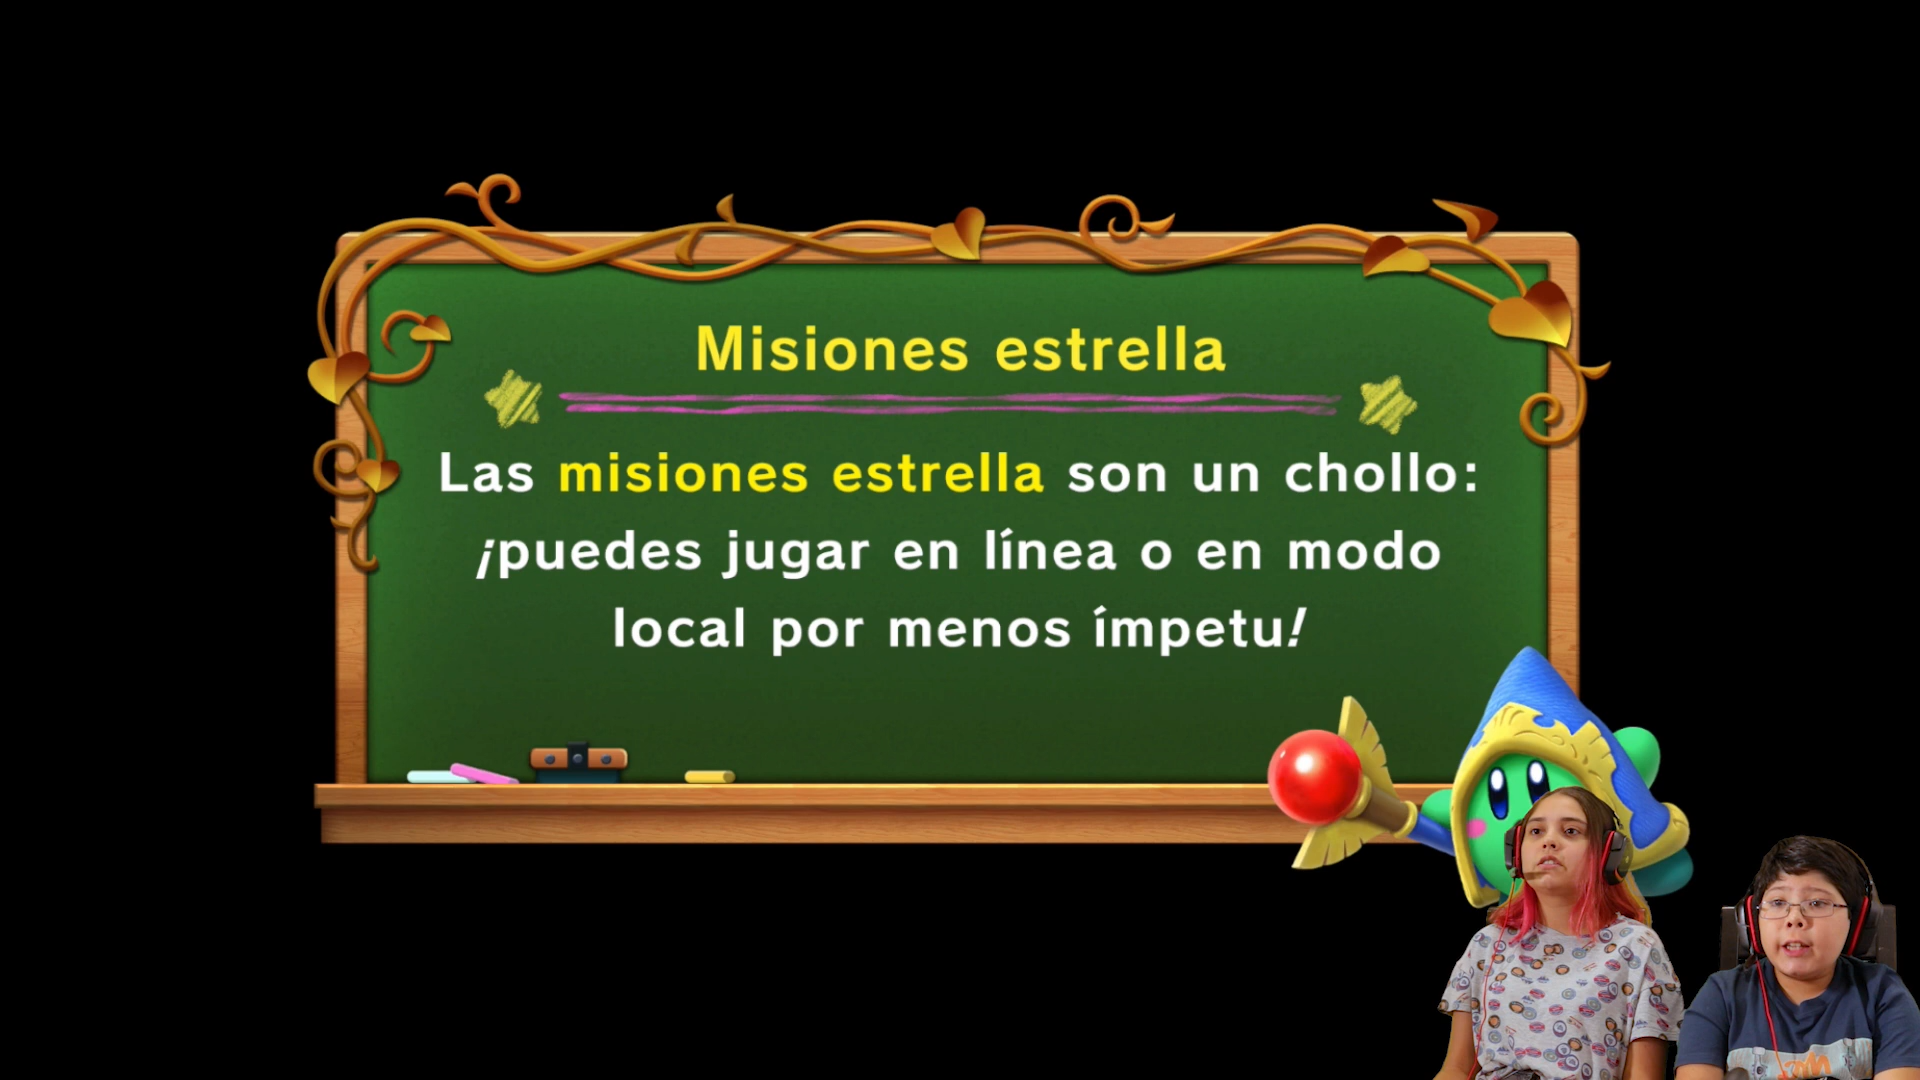 Misiones estrella
Las misiones estrella son un chollo:
¡puedes jugar en línea o en modo
local por menos ímpetu!